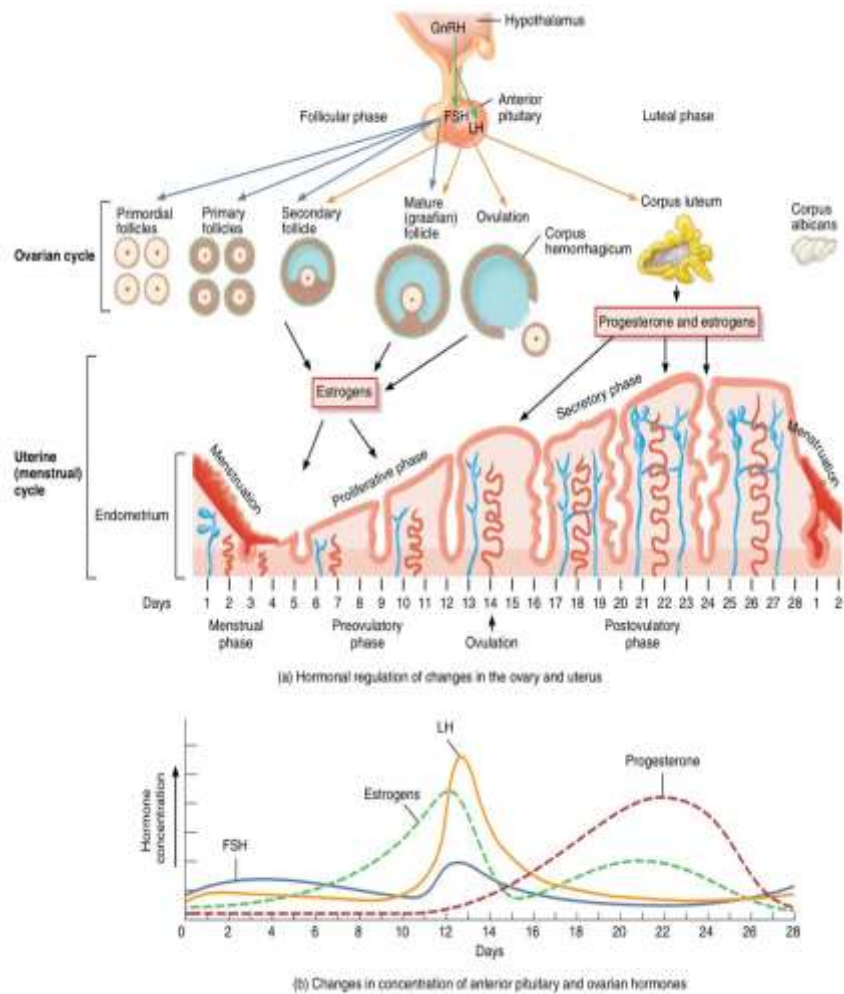 GnRH
Hypothalamus
Follicular phase
FSH
LH
Anterior
pituitary
Luteal phase
Ovarian cycle
Primordial
follicles
Primary
follicles
Secondary
follicle
Mature
(graafian)
follicle
Ovulation
Corpus
hemorrhagicum
Corpus luteum
Corpus
albicans
Progesterone and estrogens
Estrogens
Uterine
(menstrual)
cycle
Endometrium
Menstruation
Proliferative phase
Secretory phase
Menstruation
Days 1 2 3 4 5 6 7 8 9 10 11 12 13 14 15 16 17 18 19 20 21 22 23 24 25 26 27 28 1 2
Menstrual
phase
Preovulatory
phase
Ovulation
Postovulatory
phase
(a) Hormonal regulation of changes in the ovary and uterus
Hormone
concentration
FSH
Estrogens
LH
Progesterone
0 2 4 6 8 10 12 14 16 18 20 22 24 26 28
Days
(b) Changes in concentration of anterior pituitary and ovarian hormones